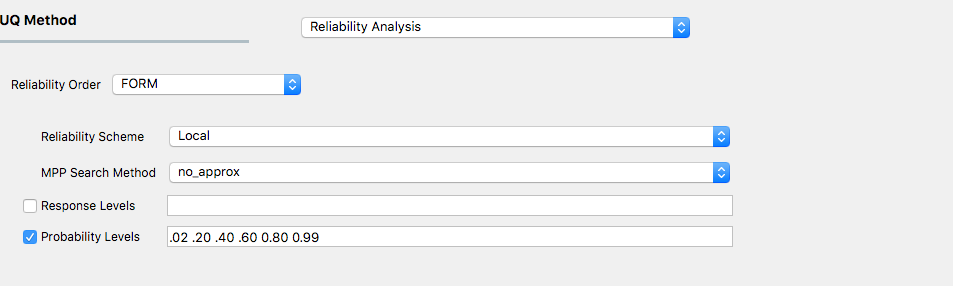 UQ Method
Reliability Analysis
Reliability Order FORM
Reliability Scheme Local
MPP Search Method no_approx
Response Levels
Probability Levels .02 .20 .40 .60 0.80 0.99